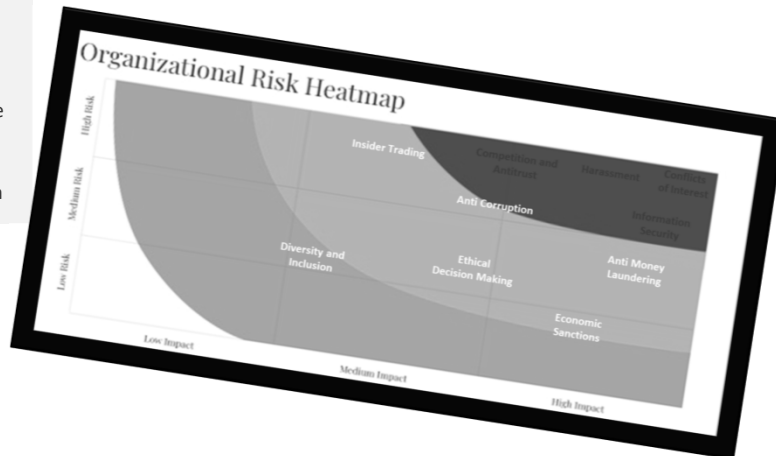 Organizational Risk Heatmap
High Risk
Medium Risk
Low Risk
Insider Trading
Competition and
Antitrust
Harassment
Conflicts
of Interest
Anti Corruption
Information
Security
Diversity and
Inclusion
Ethical
Decision Making
Anti Money
Laundering
Economic
Sanctions
Low Impact
Medium Impact
High Impact